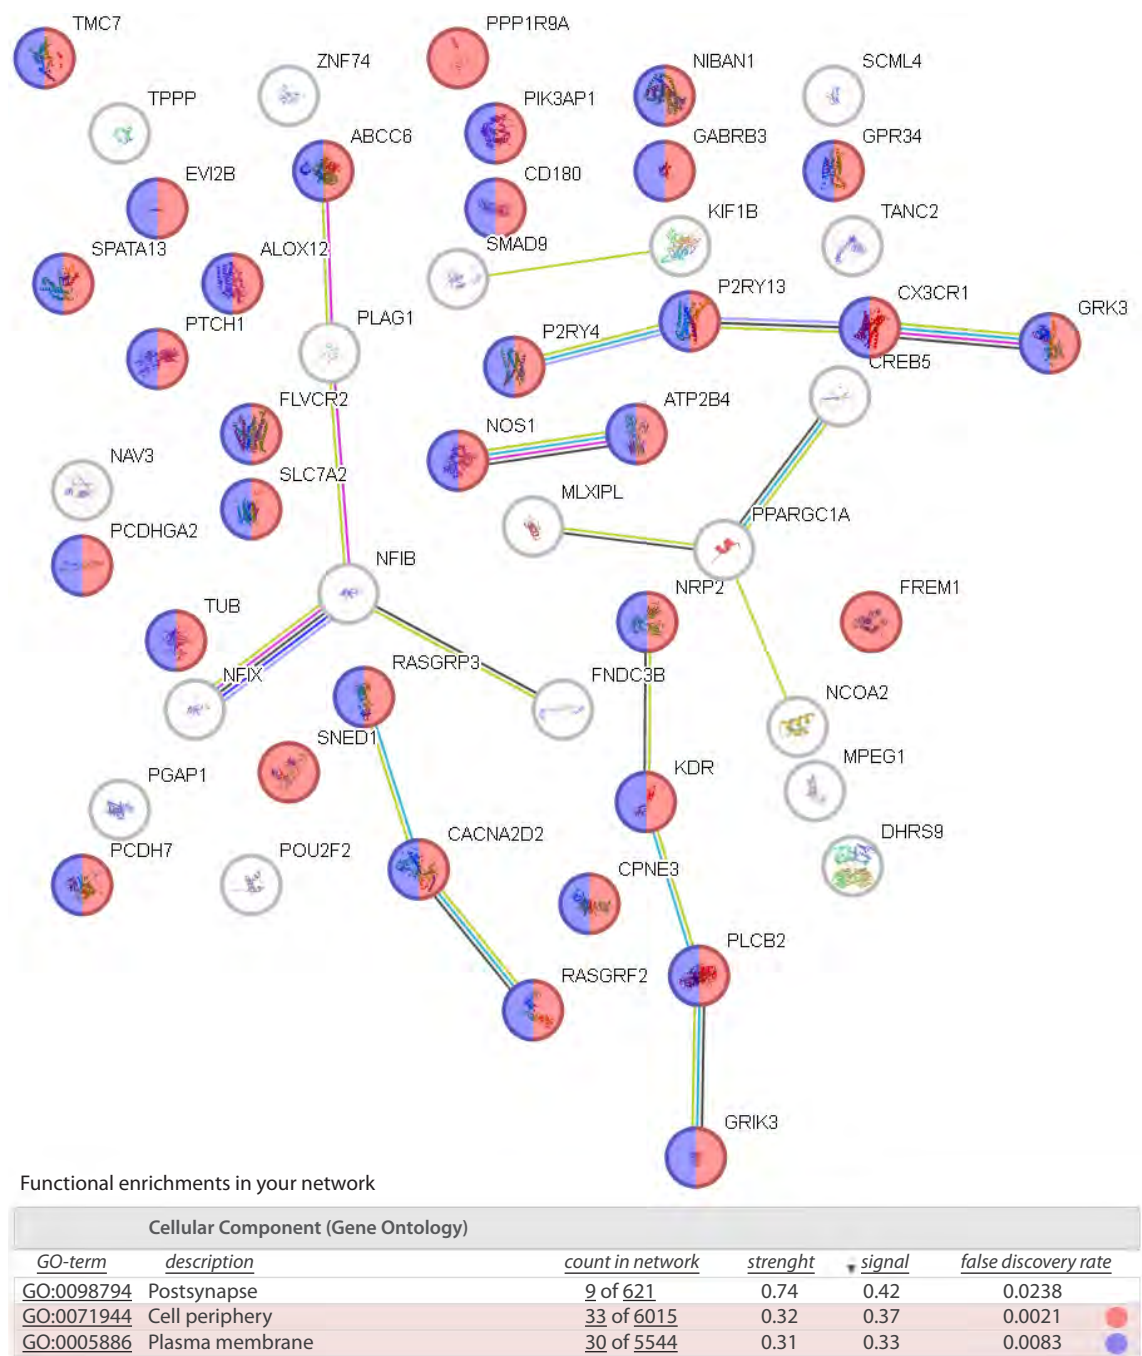 TMC7
PPP1R9A
ZNF74
NIBAN1
SCML4
TPPP
PIK3AP1
ABCC6
GABRB3
GPR34
EVI2B
CD180
KIF1B
TANC2
SPATA13
ALOX12
SMAD9
P2RY13
CX3CR1
GRK3
PTCH1
PLAG1
P2RY4
CREB5
FLVCR2
NOS1
ATP2B4
NAV3
SLC7A2
MLXIPL
PPARGC1A
PCDHGA2
NFIB
NRP2
FREM1
TUB
NFIX
RASGRP3
FNDC3B
NCOA2
SNED1
PGAP1
KDR
MPEG1
PCDH7
POU2F2
CACNA2D2
CPNE3
DHRS9
RASGRF2
PLCB2
GRIK3
Functional enrichments in your network
Cellular Component (Gene Ontology)
GO-term description count in network strenght signal false discovery rate
GO:0098794 Postsynapse 9 of 621 0.74 0.42 0.0238
GO:0071944 Cell periphery 33 of 6015 0.32 0.37 0.0021
GO:0005886 Plasma membrane 30 of 5544 0.31 0.33 0.0083